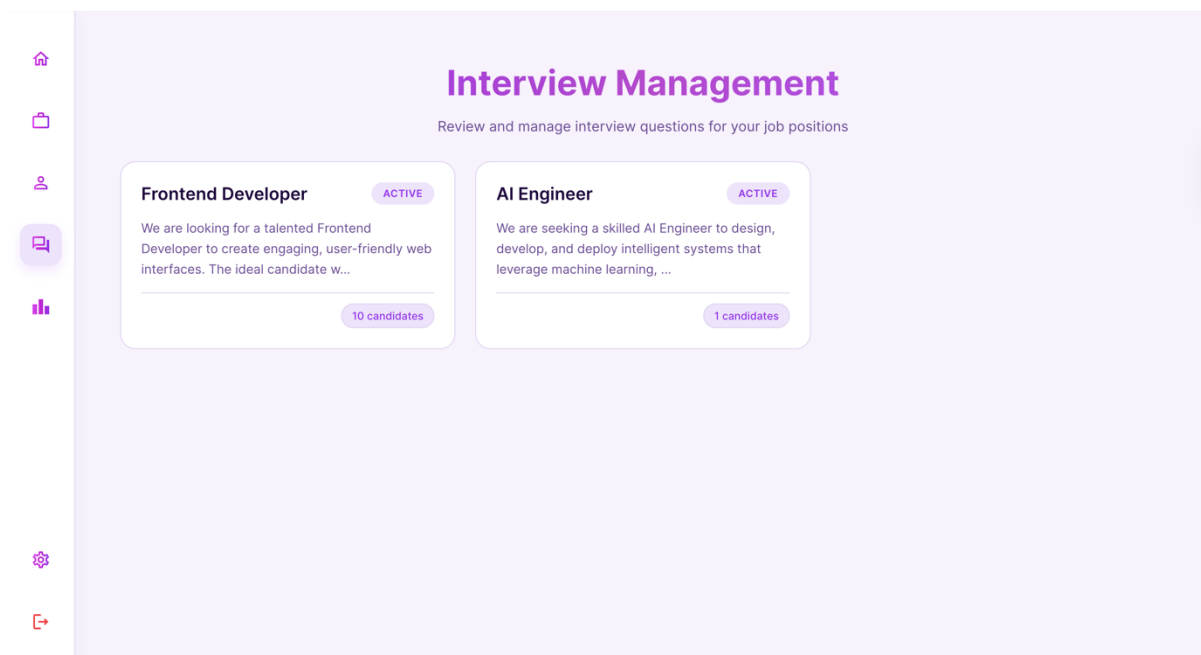 Interview Management
Review and manage interview questions for your job positions
Frontend Developer
ACTIVE
We are looking for a talented Frontend
Developer to create engaging, user-friendly web
interfaces. The ideal candidate w...
10 candidates
AI Engineer
ACTIVE
We are seeking a skilled AI Engineer to design,
develop, and deploy intelligent systems that
leverage machine learning, ...
1 candidates